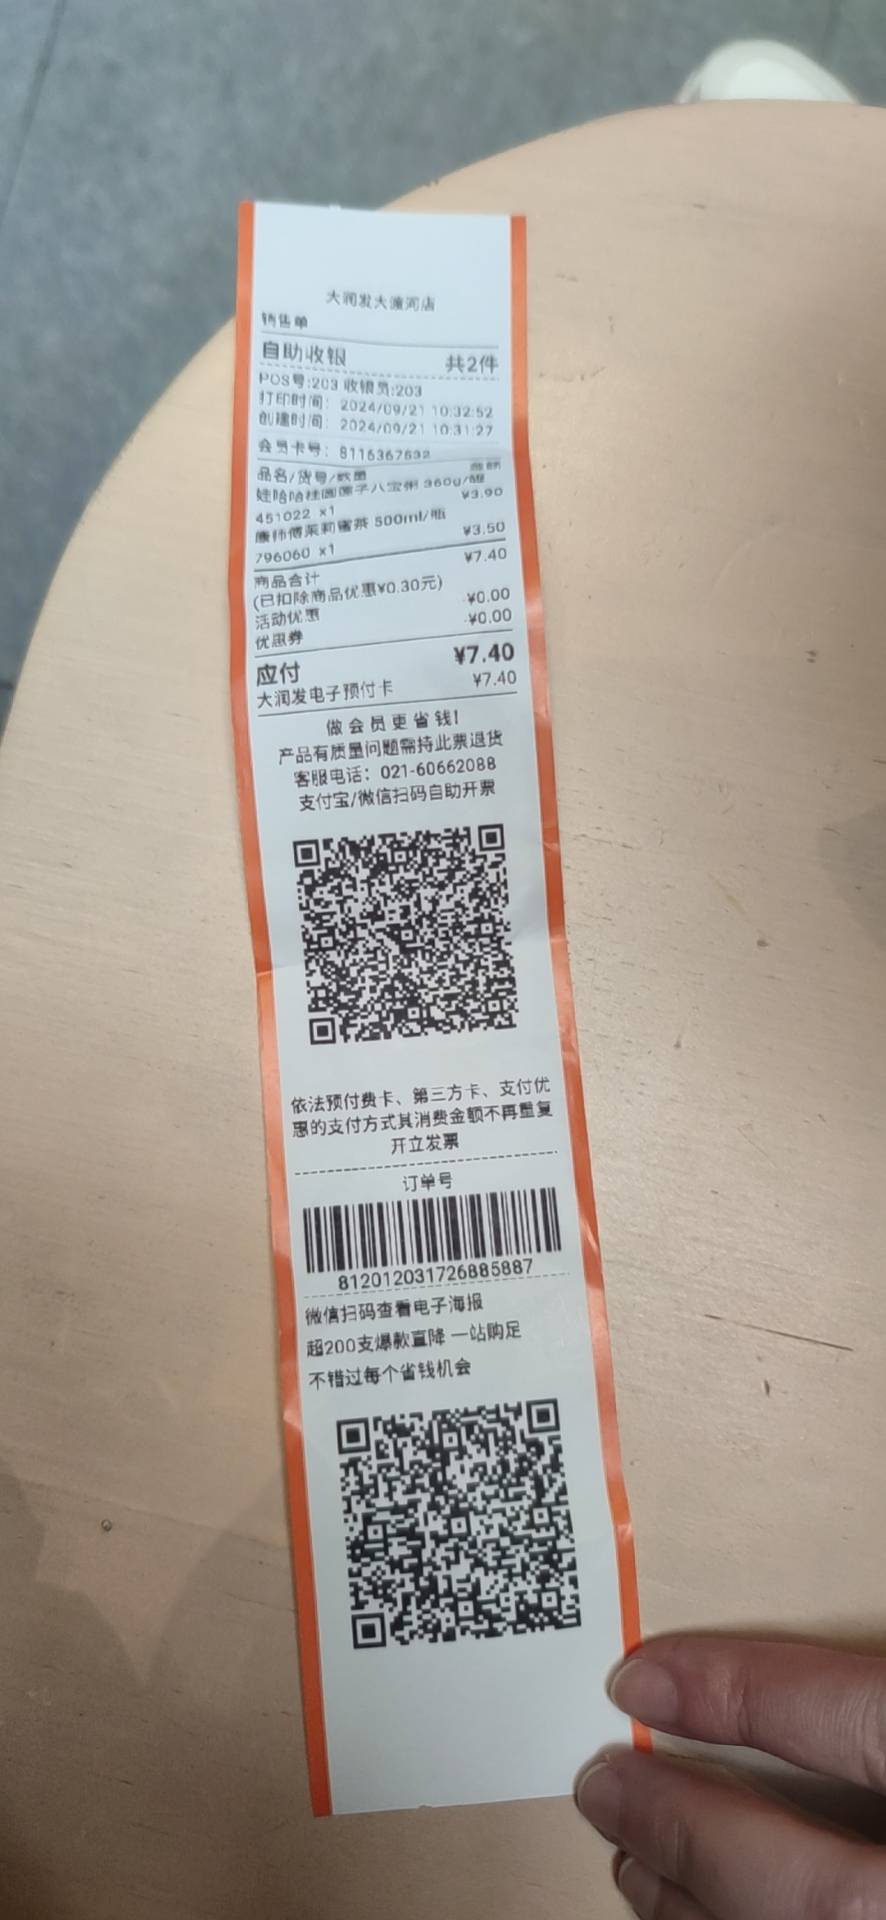 大润发大渡河店
销售单
自助收银 共2件
POS号:203 收银员:203
打印时间: 2024/09/21 10:32:52
创建时间: 2024/09/21 10:31:27
会员卡号: 8116367632
品名/货号/数量 金额
娃哈哈桂圆莲子八宝粥 360g/罐
451022 x1 ¥3.90
康师傅茉莉蜜茶 500ml/瓶
796060 x1 ¥3.50
商品合计 ¥7.40
(已扣除商品优惠¥0.30元)
活动优惠 -¥0.00
优惠券 -¥0.00
应付 ¥7.40
大润发电子预付卡 ¥7.40
做会员更省钱!
产品有质量问题需持此票退货
客服电话: 021-60662088
支付宝/微信扫码自助开票
依法预付费卡、第三方卡、支付优
惠的支付方式其消费金额不再重复
开立发票
订单号
812012031726885887
微信扫码查看电子海报
超200支爆款直降 一站购足
不错过每个省钱机会